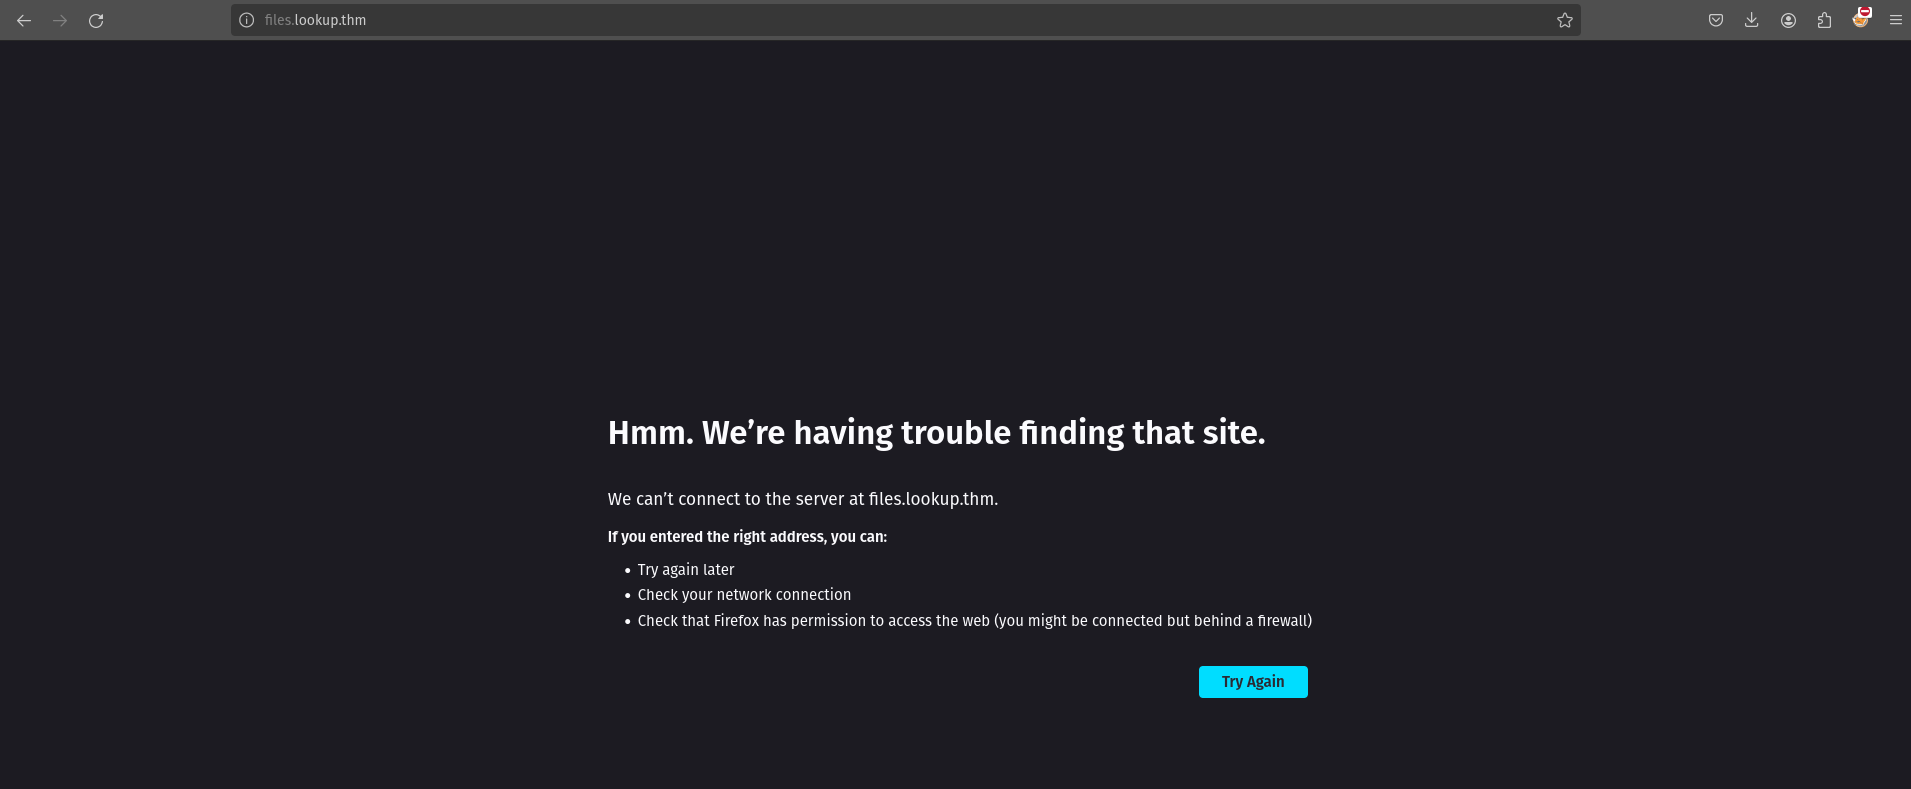 files.lookup.thm
Hmm. We’re having trouble finding that site.
We can’t connect to the server at files.lookup.thm.
If you entered the right address, you can:
• Try again later
• Check your network connection
• Check that Firefox has permission to access the web (you might be connected but behind a firewall)
Try Again